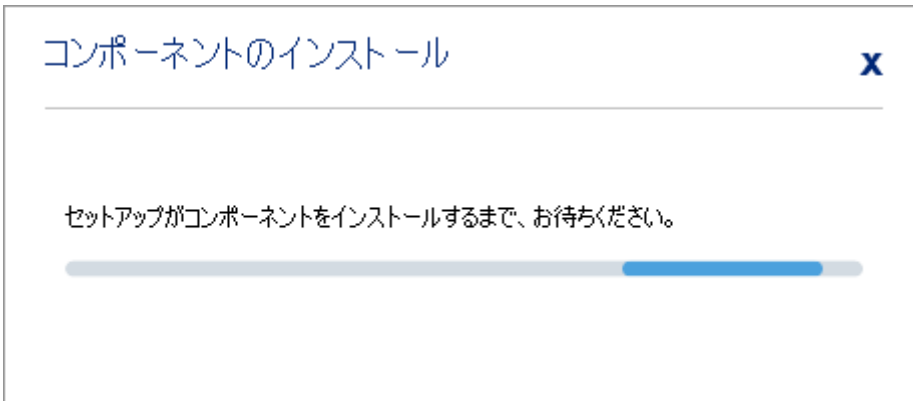 コンポーネントのインストール
x
セットアップがコンポーネントをインストールするまで、お待ちください。